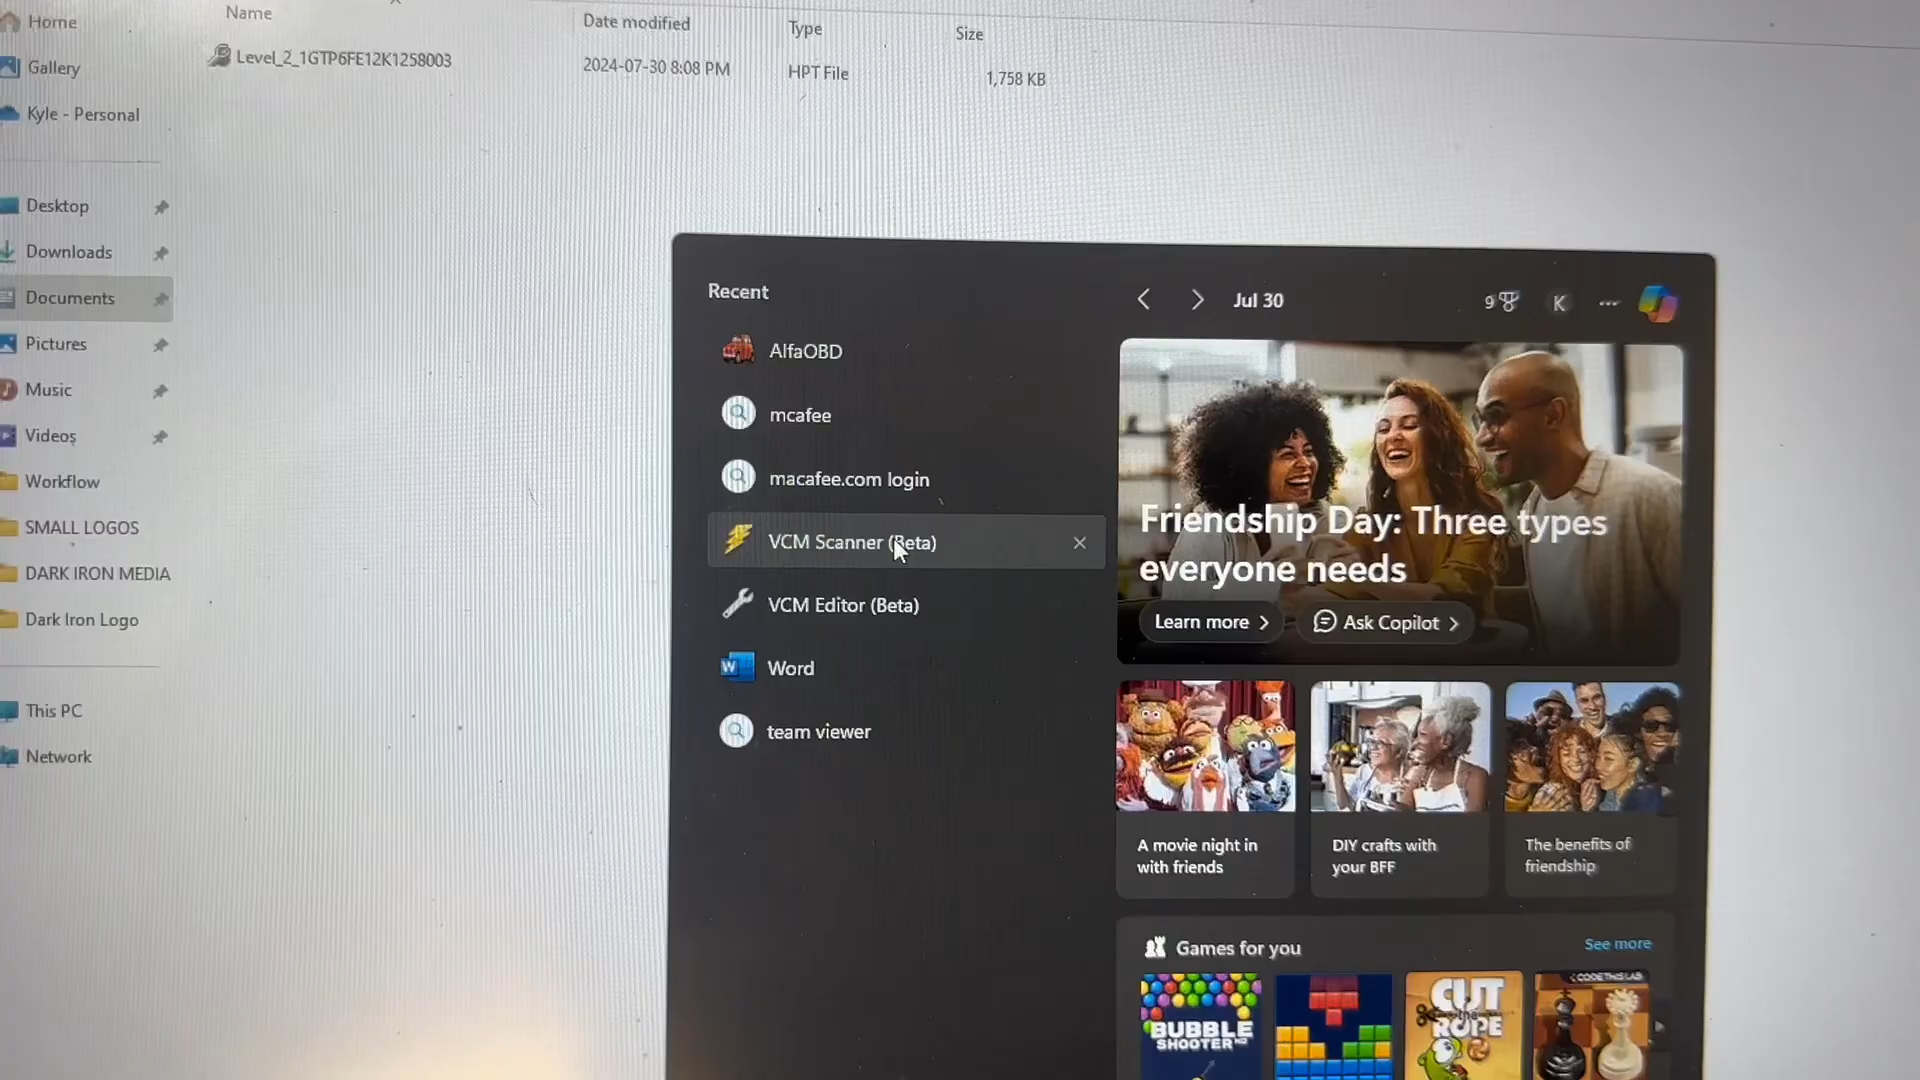 Home
Gallery
Kyle - Personal
Desktop
Downloads
Documents
Pictures
Music
Videos
Workflow
SMALL LOGOS
DARK IRON MEDIA
Dark Iron Logo
This PC
Network
Name
Date modified
Type
Size
Level_2_1GTP6FE12K1258003
2024-07-30 8:08 PM
HPT File
1,758 KB
Recent
AlfaOBD
mcafee
macafee.com login
VCM Scanner (Beta)
VCM Editor (Beta)
Word
team viewer
Jul 30
9
K
Friendship Day: Three types
everyone needs
Learn more
Ask Copilot
A movie night in
with friends
DIY crafts with
your BFF
The benefits of
friendship
Games for you
See more
BUBBLE
SHOOTER
CUT
the
ROPE
CODETHISLAB